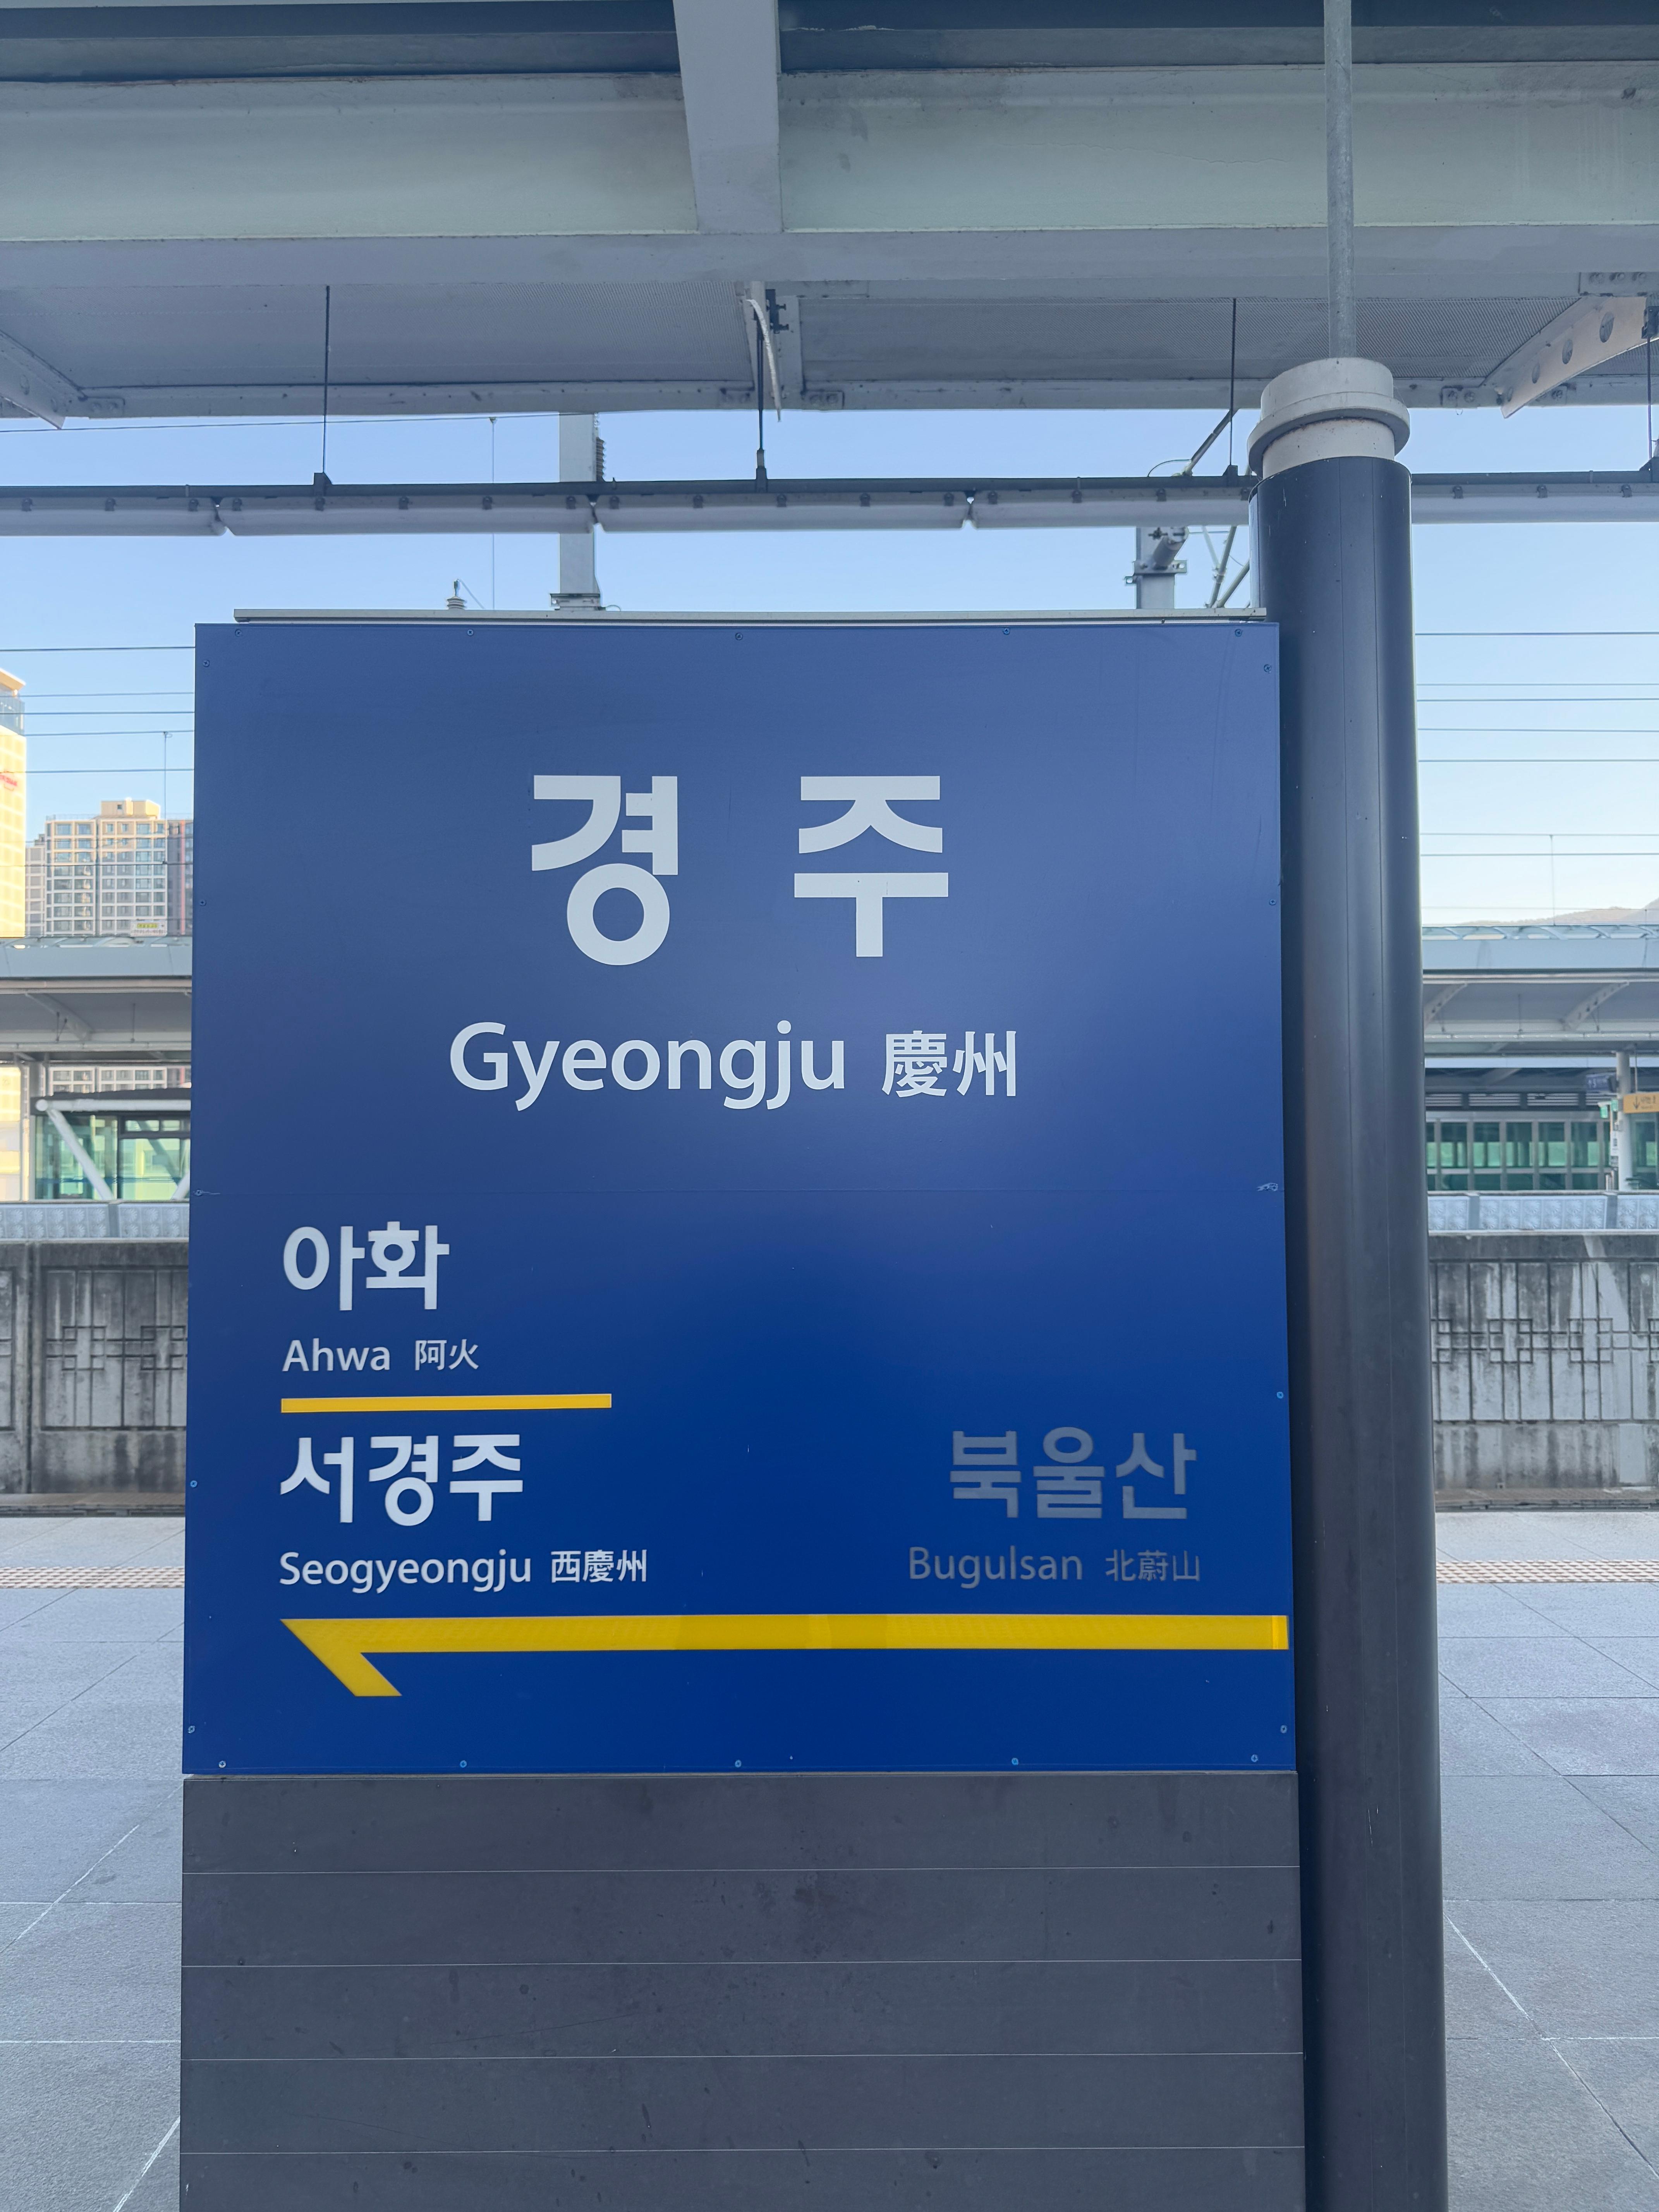 경주
Gyeongju 慶州
아화
Ahwa 阿火
서경주
Seogyeongju 西慶州
북울산
Bugulsan 北蔚山